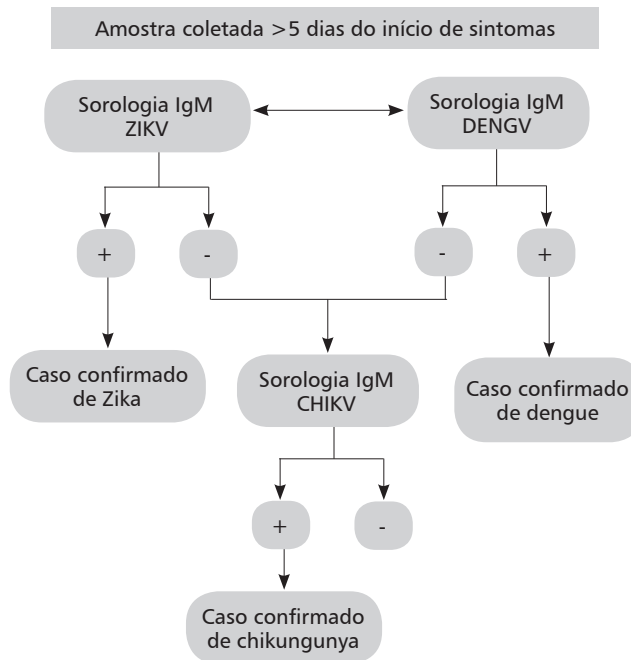 Amostra coletada >5 dias do início de sintomas
Sorologia IgM
ZIKV
Sorologia IgM
DENGV
+
-
-
+
Caso confirmado
de Zika
Sorologia IgM
CHIKV
Caso confirmado
de dengue
+
-
Caso confirmado
de chikungunya